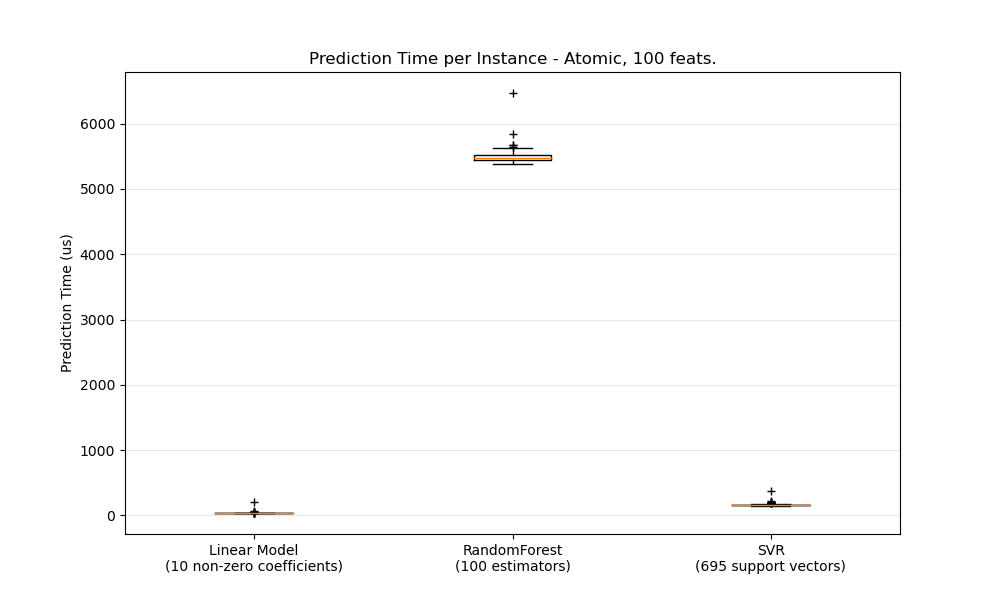 Prediction Time per Instance - Atomic, 100 feats.
Prediction Time (us)
6000
5000
4000
3000
2000
1000
0
Linear Model
(10 non-zero coefficients)
RandomForest
(100 estimators)
SVR
(695 support vectors)